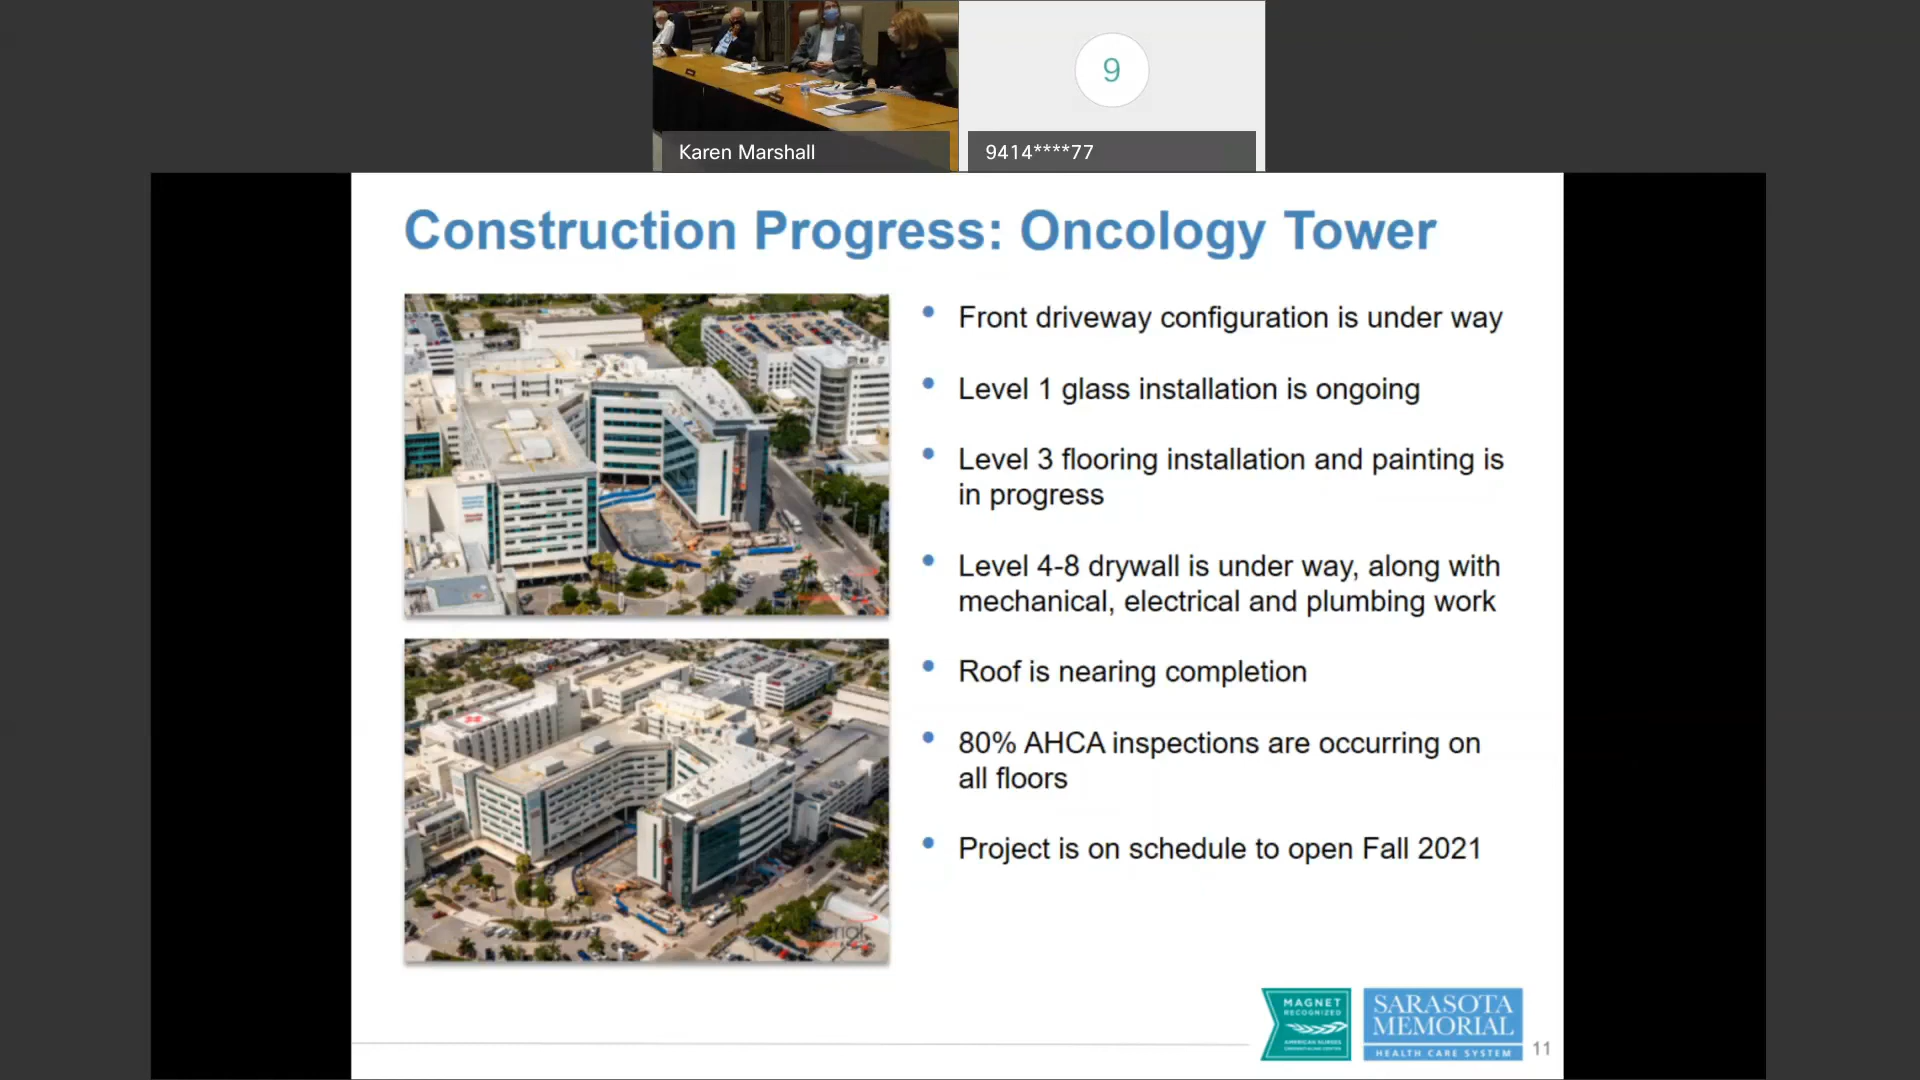 9
Karen Marshall
9414****77
Construction Progress: Oncology Tower
• Front driveway configuration is under way
• Level 1 glass installation is ongoing
• Level 3 flooring installation and painting is
in progress
• Level 4-8 drywall is under way, along with
mechanical, electrical and plumbing work
• Roof is nearing completion
• 80% AHCA inspections are occurring on
all floors
• Project is on schedule to open Fall 2021
MAGNET
RECOGNIZED
AMERICAN NURSES
CREDENTIALING CENTER
SARASOTA
MEMORIAL
HEALTH CARE SYSTEM
11